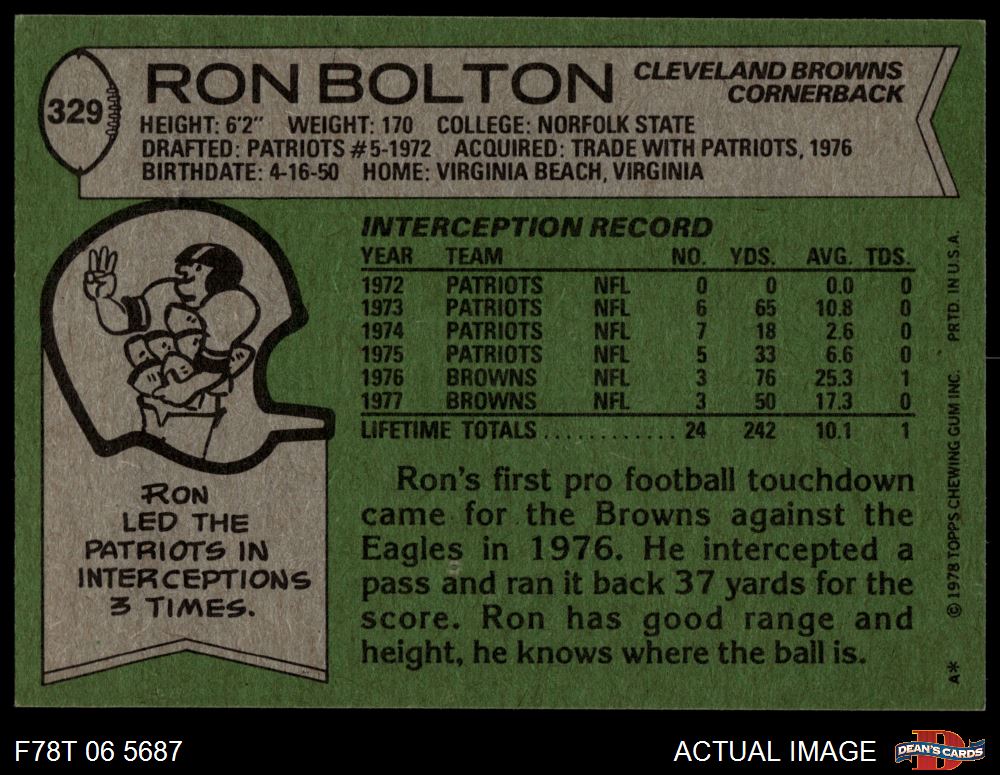 329
RON BOLTON
CLEVELAND BROWNS
CORNERBACK
HEIGHT: 6'2" WEIGHT: 170 COLLEGE: NORFOLK STATE
DRAFTED: PATRIOTS #5-1972 ACQUIRED: TRADE WITH PATRIOTS, 1976
BIRTHDATE: 4-16-50 HOME: VIRGINIA BEACH, VIRGINIA
INTERCEPTION RECORD
YEAR TEAM NO. YDS. AVG. TDS.
1972 PATRIOTS NFL 0 0 0.0 0
1973 PATRIOTS NFL 6 65 10.8 0
1974 PATRIOTS NFL 7 18 2.6 0
1975 PATRIOTS NFL 5 33 6.6 0
1976 BROWNS NFL 3 76 25.3 1
1977 BROWNS NFL 3 50 17.3 0
LIFETIME TOTALS ............ 24 242 10.1 1
RON
LED THE
PATRIOTS IN
INTERCEPTIONS
3 TIMES.
Ron's first pro football touchdown
came for the Browns against the
Eagles in 1976. He intercepted a
pass and ran it back 37 yards for the
score. Ron has good range and
height, he knows where the ball is.
A* © 1978 TOPPS CHEWING GUM INC. PRTD. IN U.S.A.
F78T 06 5687
ACTUAL IMAGE
DEAN'S CARDS